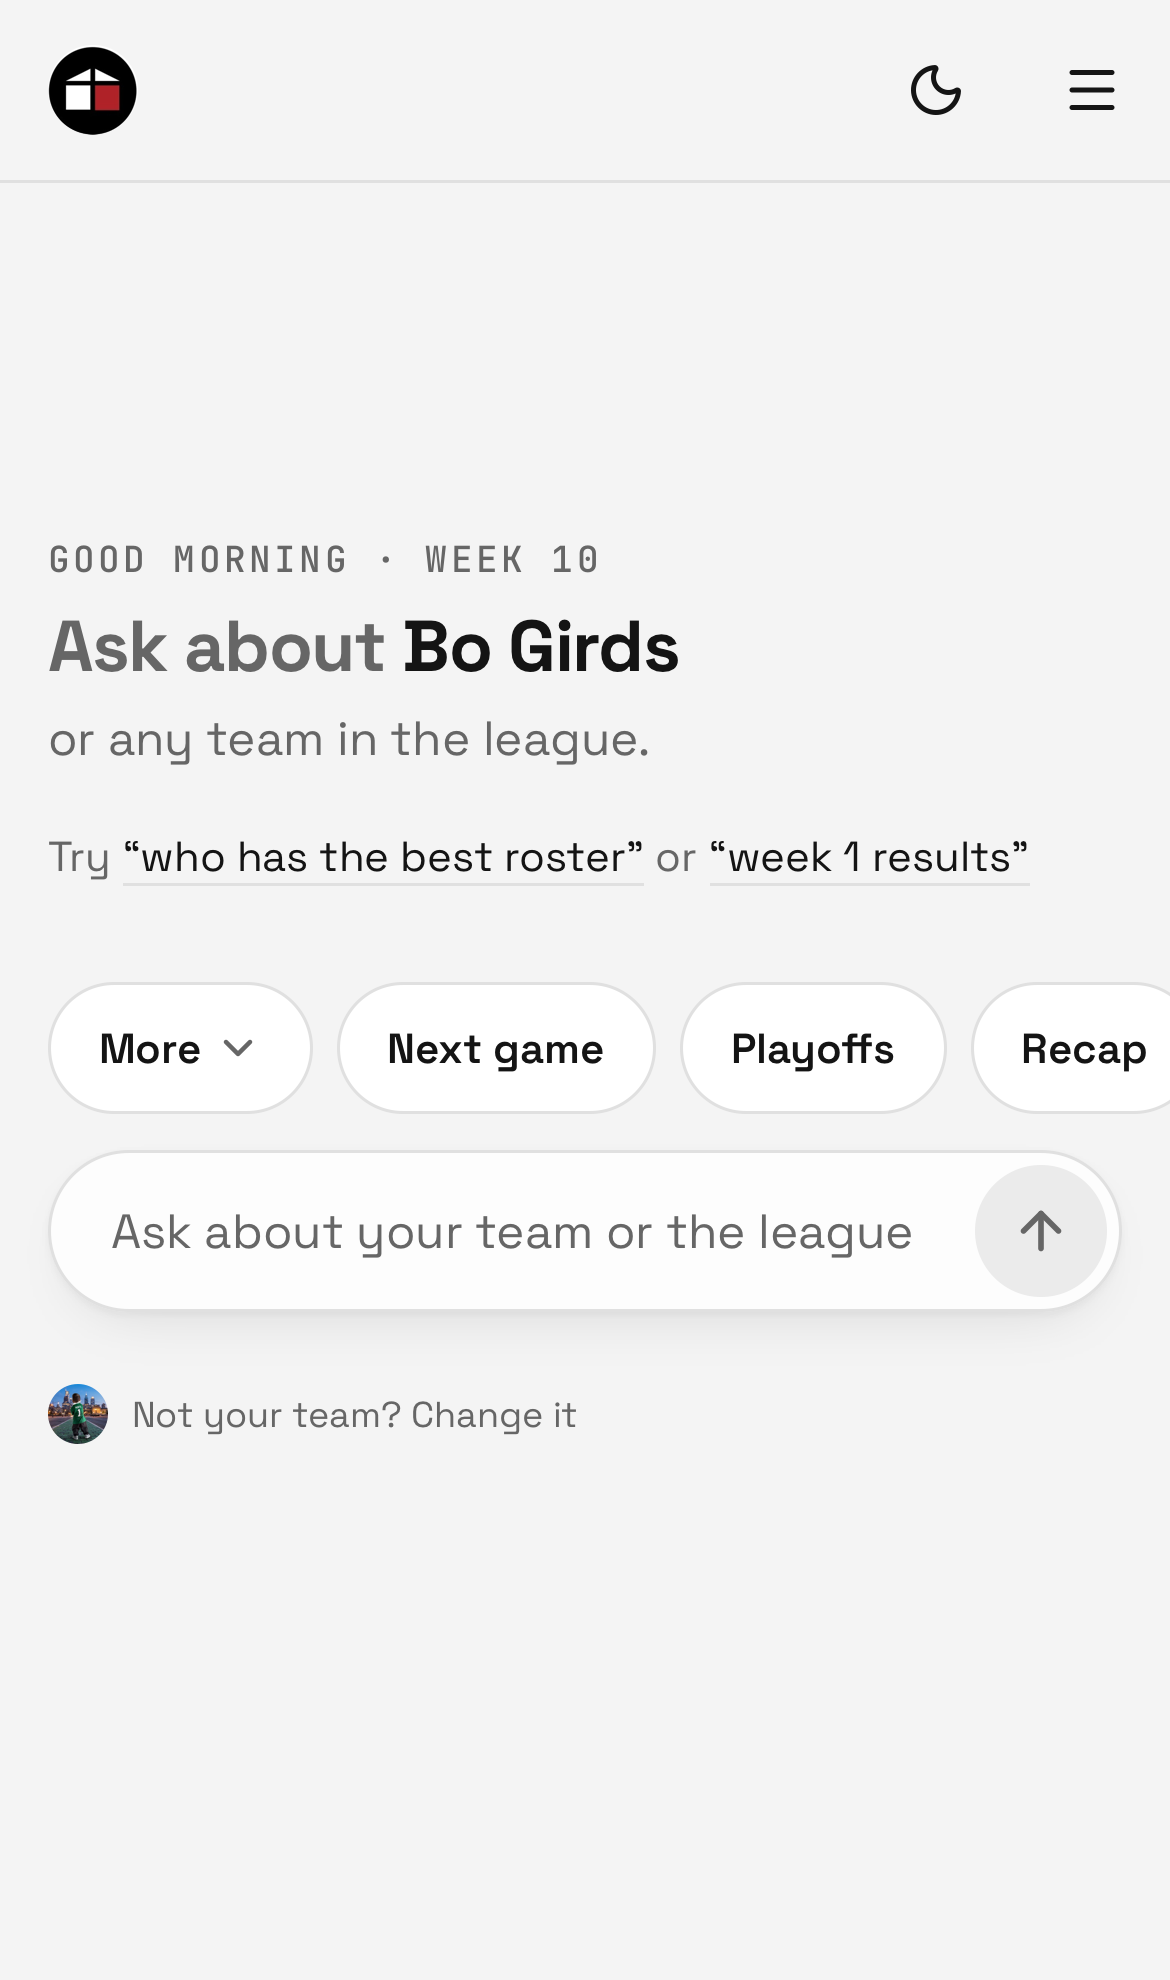 GOOD MORNING · WEEK 10
Ask about Bo Girds
or any team in the league.
Try “who has the best roster” or “week 1 results”
More
Next game
Playoffs
Recap
Ask about your team or the league
Not your team? Change it